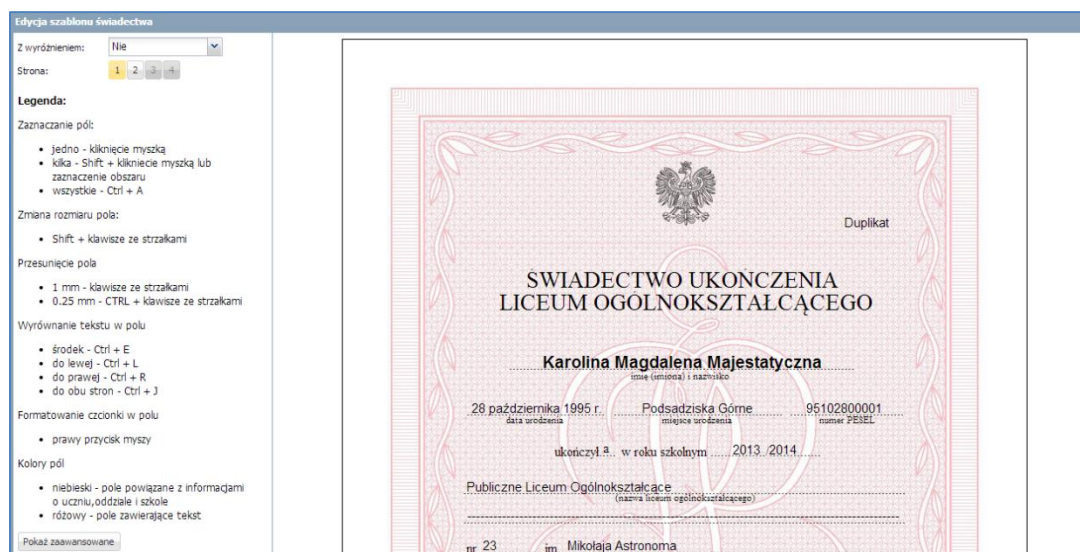 Edycja szablonu świadectwa
Z wyróżnieniem: Nie
Strona: 1 2 3 4
Legenda:
Zaznaczanie pól:
• jedno - kliknięcie myszką
• kilka - Shift + kliknięcie myszką lub
zaznaczenie obszaru
• wszystkie - Ctrl + A
Zmiana rozmiaru pola:
• Shift + klawisze ze strzałkami
Przesunięcie pola
• 1 mm - klawisze ze strzałkami
• 0.25 mm - CTRL + klawisze ze strzałkami
Wyrównanie tekstu w polu
• środek - Ctrl + E
• do lewej - Ctrl + L
• do prawej - Ctrl + R
• do obu stron - Ctrl + J
Formatowanie czcionki w polu
• prawy przycisk myszy
Kolory pól
• niebieski - pole powiązane z informacjami
o uczniu,oddziale i szkole
• różowy - pole zawierające tekst
Pokaż zaawansowane
Duplikat
ŚWIADECTWO UKOŃCZENIA
LICEUM OGÓLNOKSZTAŁCĄCEGO
Karolina Magdalena Majestatyczna
imię (imiona) i nazwisko
28 października 1995 r. Podsadziska Górne 95102800001
data urodzenia miejsce urodzenia numer PESEL
ukończył a w roku szkolnym 2013 /2014
Publiczne Liceum Ogólnokształcące
(nazwa liceum ogólnokształcącego)
nr 23 im. Mikołaja Astronoma